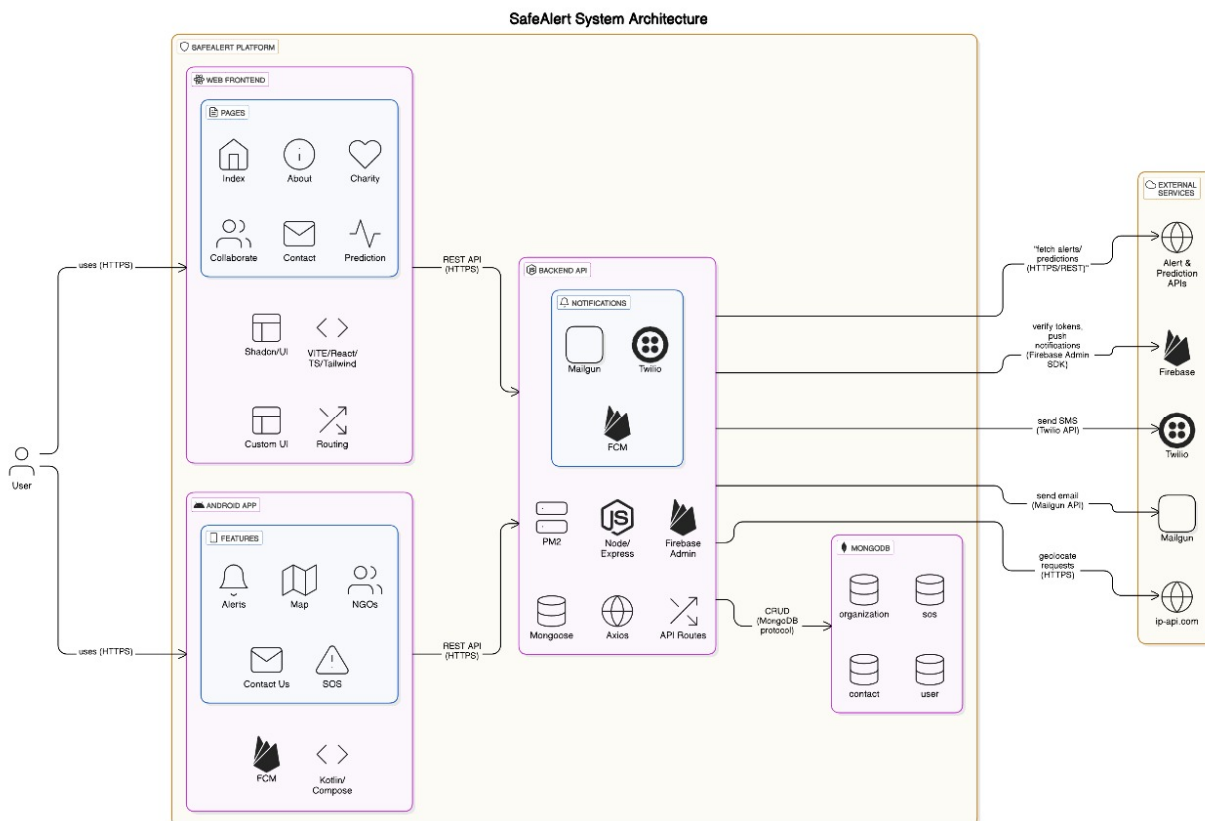 SafeAlert System Architecture
SAFEALERT PLATFORM
WEB FRONTEND
PAGES
Index
About
Charity
Collaborate
Contact
Prediction
Shadcn/UI
VITE/React/
TS/Tailwind
Custom UI
Routing
User
uses (HTTPS)
uses (HTTPS)
ANDROID APP
FEATURES
Alerts
Map
NGOs
Contact Us
SOS
FCM
Kotlin/
Compose
REST API
(HTTPS)
REST API
(HTTPS)
BACKEND API
NOTIFICATIONS
Mailgun
Twilio
FCM
PM2
Node/
Express
Firebase
Admin
Mongoose
Axios
API Routes
CRUD
(MongoDB
protocol)
MONGODB
organization
sos
contact
user
"fetch alerts/
predictions
(HTTPS/REST)"
verify tokens,
push
notifications
(Firebase Admin
SDK)
send SMS
(Twilio API)
send email
(Mailgun API)
geolocate
requests
(HTTPS)
EXTERNAL
SERVICES
Alert &
Prediction
APIs
Firebase
Twilio
Mailgun
ip-api.com